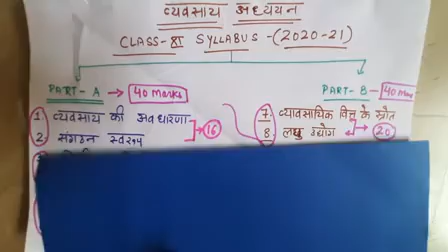 व्यवसाय अध्ययन
CLASS-XI SYLLABUS-(2020-21)
PART-A → 40 Marks
PART-B → 40 Marks
1. व्यवसाय की अवधारणा
2. संगठन स्वरूप
16
7. व्यावसायिक वित्त के स्रोत
8. लघु उद्योग
20